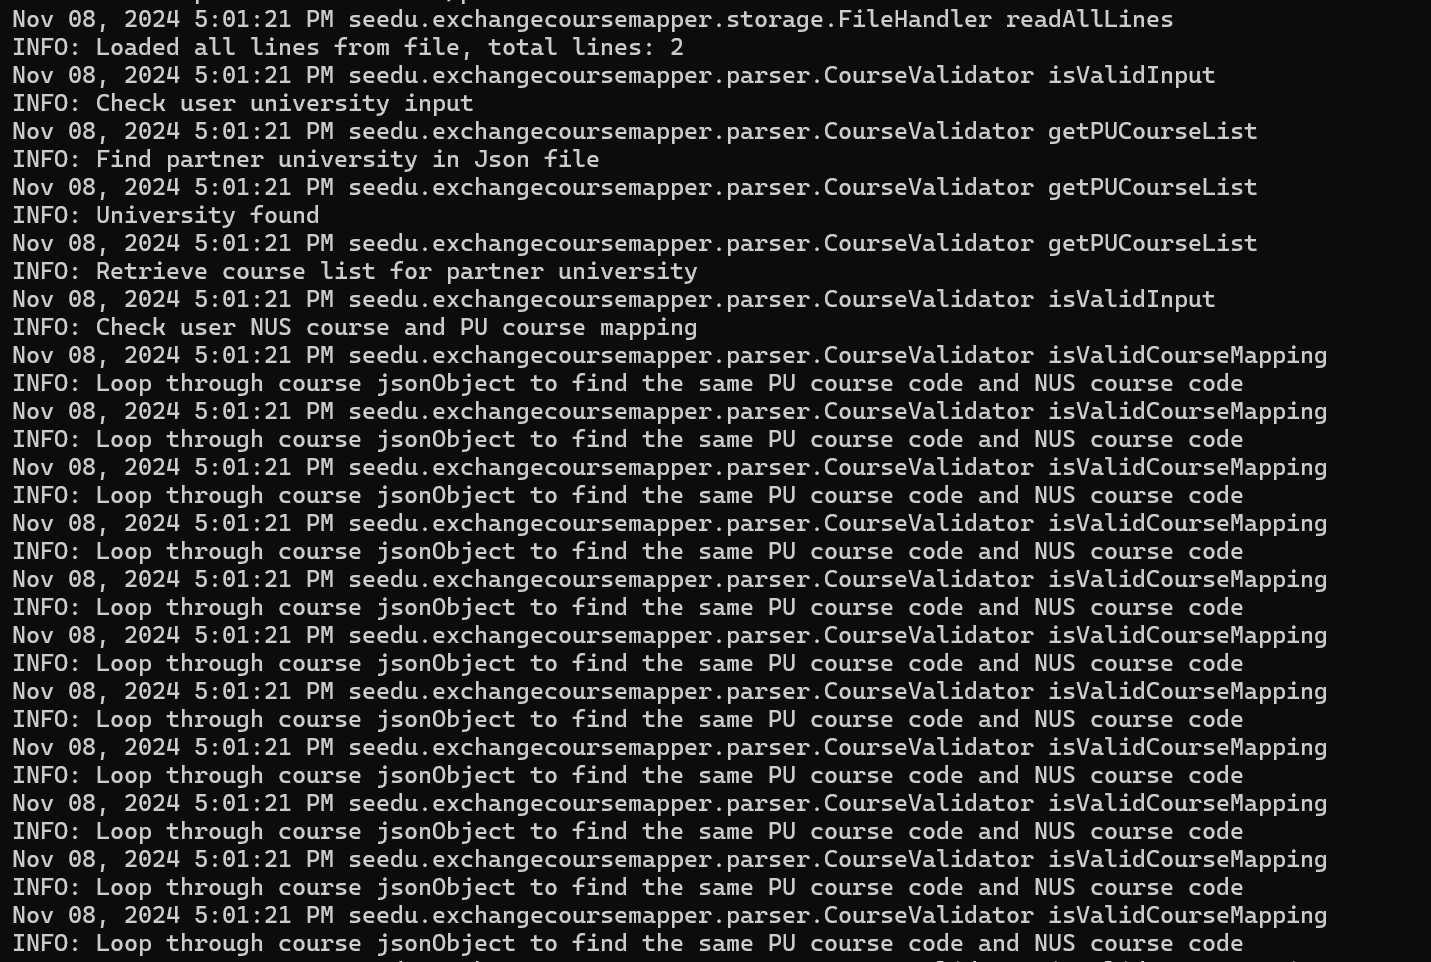 Nov 08, 2024 5:01:21 PM seedu.exchangecoursemapper.storage.FileHandler readAllLines
INFO: Loaded all lines from file, total lines: 2
Nov 08, 2024 5:01:21 PM seedu.exchangecoursemapper.parser.CourseValidator isValidInput
INFO: Check user university input
Nov 08, 2024 5:01:21 PM seedu.exchangecoursemapper.parser.CourseValidator getPUCourseList
INFO: Find partner university in Json file
Nov 08, 2024 5:01:21 PM seedu.exchangecoursemapper.parser.CourseValidator getPUCourseList
INFO: University found
Nov 08, 2024 5:01:21 PM seedu.exchangecoursemapper.parser.CourseValidator getPUCourseList
INFO: Retrieve course list for partner university
Nov 08, 2024 5:01:21 PM seedu.exchangecoursemapper.parser.CourseValidator isValidInput
INFO: Check user NUS course and PU course mapping
Nov 08, 2024 5:01:21 PM seedu.exchangecoursemapper.parser.CourseValidator isValidCourseMapping
INFO: Loop through course jsonObject to find the same PU course code and NUS course code
Nov 08, 2024 5:01:21 PM seedu.exchangecoursemapper.parser.CourseValidator isValidCourseMapping
INFO: Loop through course jsonObject to find the same PU course code and NUS course code
Nov 08, 2024 5:01:21 PM seedu.exchangecoursemapper.parser.CourseValidator isValidCourseMapping
INFO: Loop through course jsonObject to find the same PU course code and NUS course code
Nov 08, 2024 5:01:21 PM seedu.exchangecoursemapper.parser.CourseValidator isValidCourseMapping
INFO: Loop through course jsonObject to find the same PU course code and NUS course code
Nov 08, 2024 5:01:21 PM seedu.exchangecoursemapper.parser.CourseValidator isValidCourseMapping
INFO: Loop through course jsonObject to find the same PU course code and NUS course code
Nov 08, 2024 5:01:21 PM seedu.exchangecoursemapper.parser.CourseValidator isValidCourseMapping
INFO: Loop through course jsonObject to find the same PU course code and NUS course code
Nov 08, 2024 5:01:21 PM seedu.exchangecoursemapper.parser.CourseValidator isValidCourseMapping
INFO: Loop through course jsonObject to find the same PU course code and NUS course code
Nov 08, 2024 5:01:21 PM seedu.exchangecoursemapper.parser.CourseValidator isValidCourseMapping
INFO: Loop through course jsonObject to find the same PU course code and NUS course code
Nov 08, 2024 5:01:21 PM seedu.exchangecoursemapper.parser.CourseValidator isValidCourseMapping
INFO: Loop through course jsonObject to find the same PU course code and NUS course code
Nov 08, 2024 5:01:21 PM seedu.exchangecoursemapper.parser.CourseValidator isValidCourseMapping
INFO: Loop through course jsonObject to find the same PU course code and NUS course code
Nov 08, 2024 5:01:21 PM seedu.exchangecoursemapper.parser.CourseValidator isValidCourseMapping
INFO: Loop through course jsonObject to find the same PU course code and NUS course code